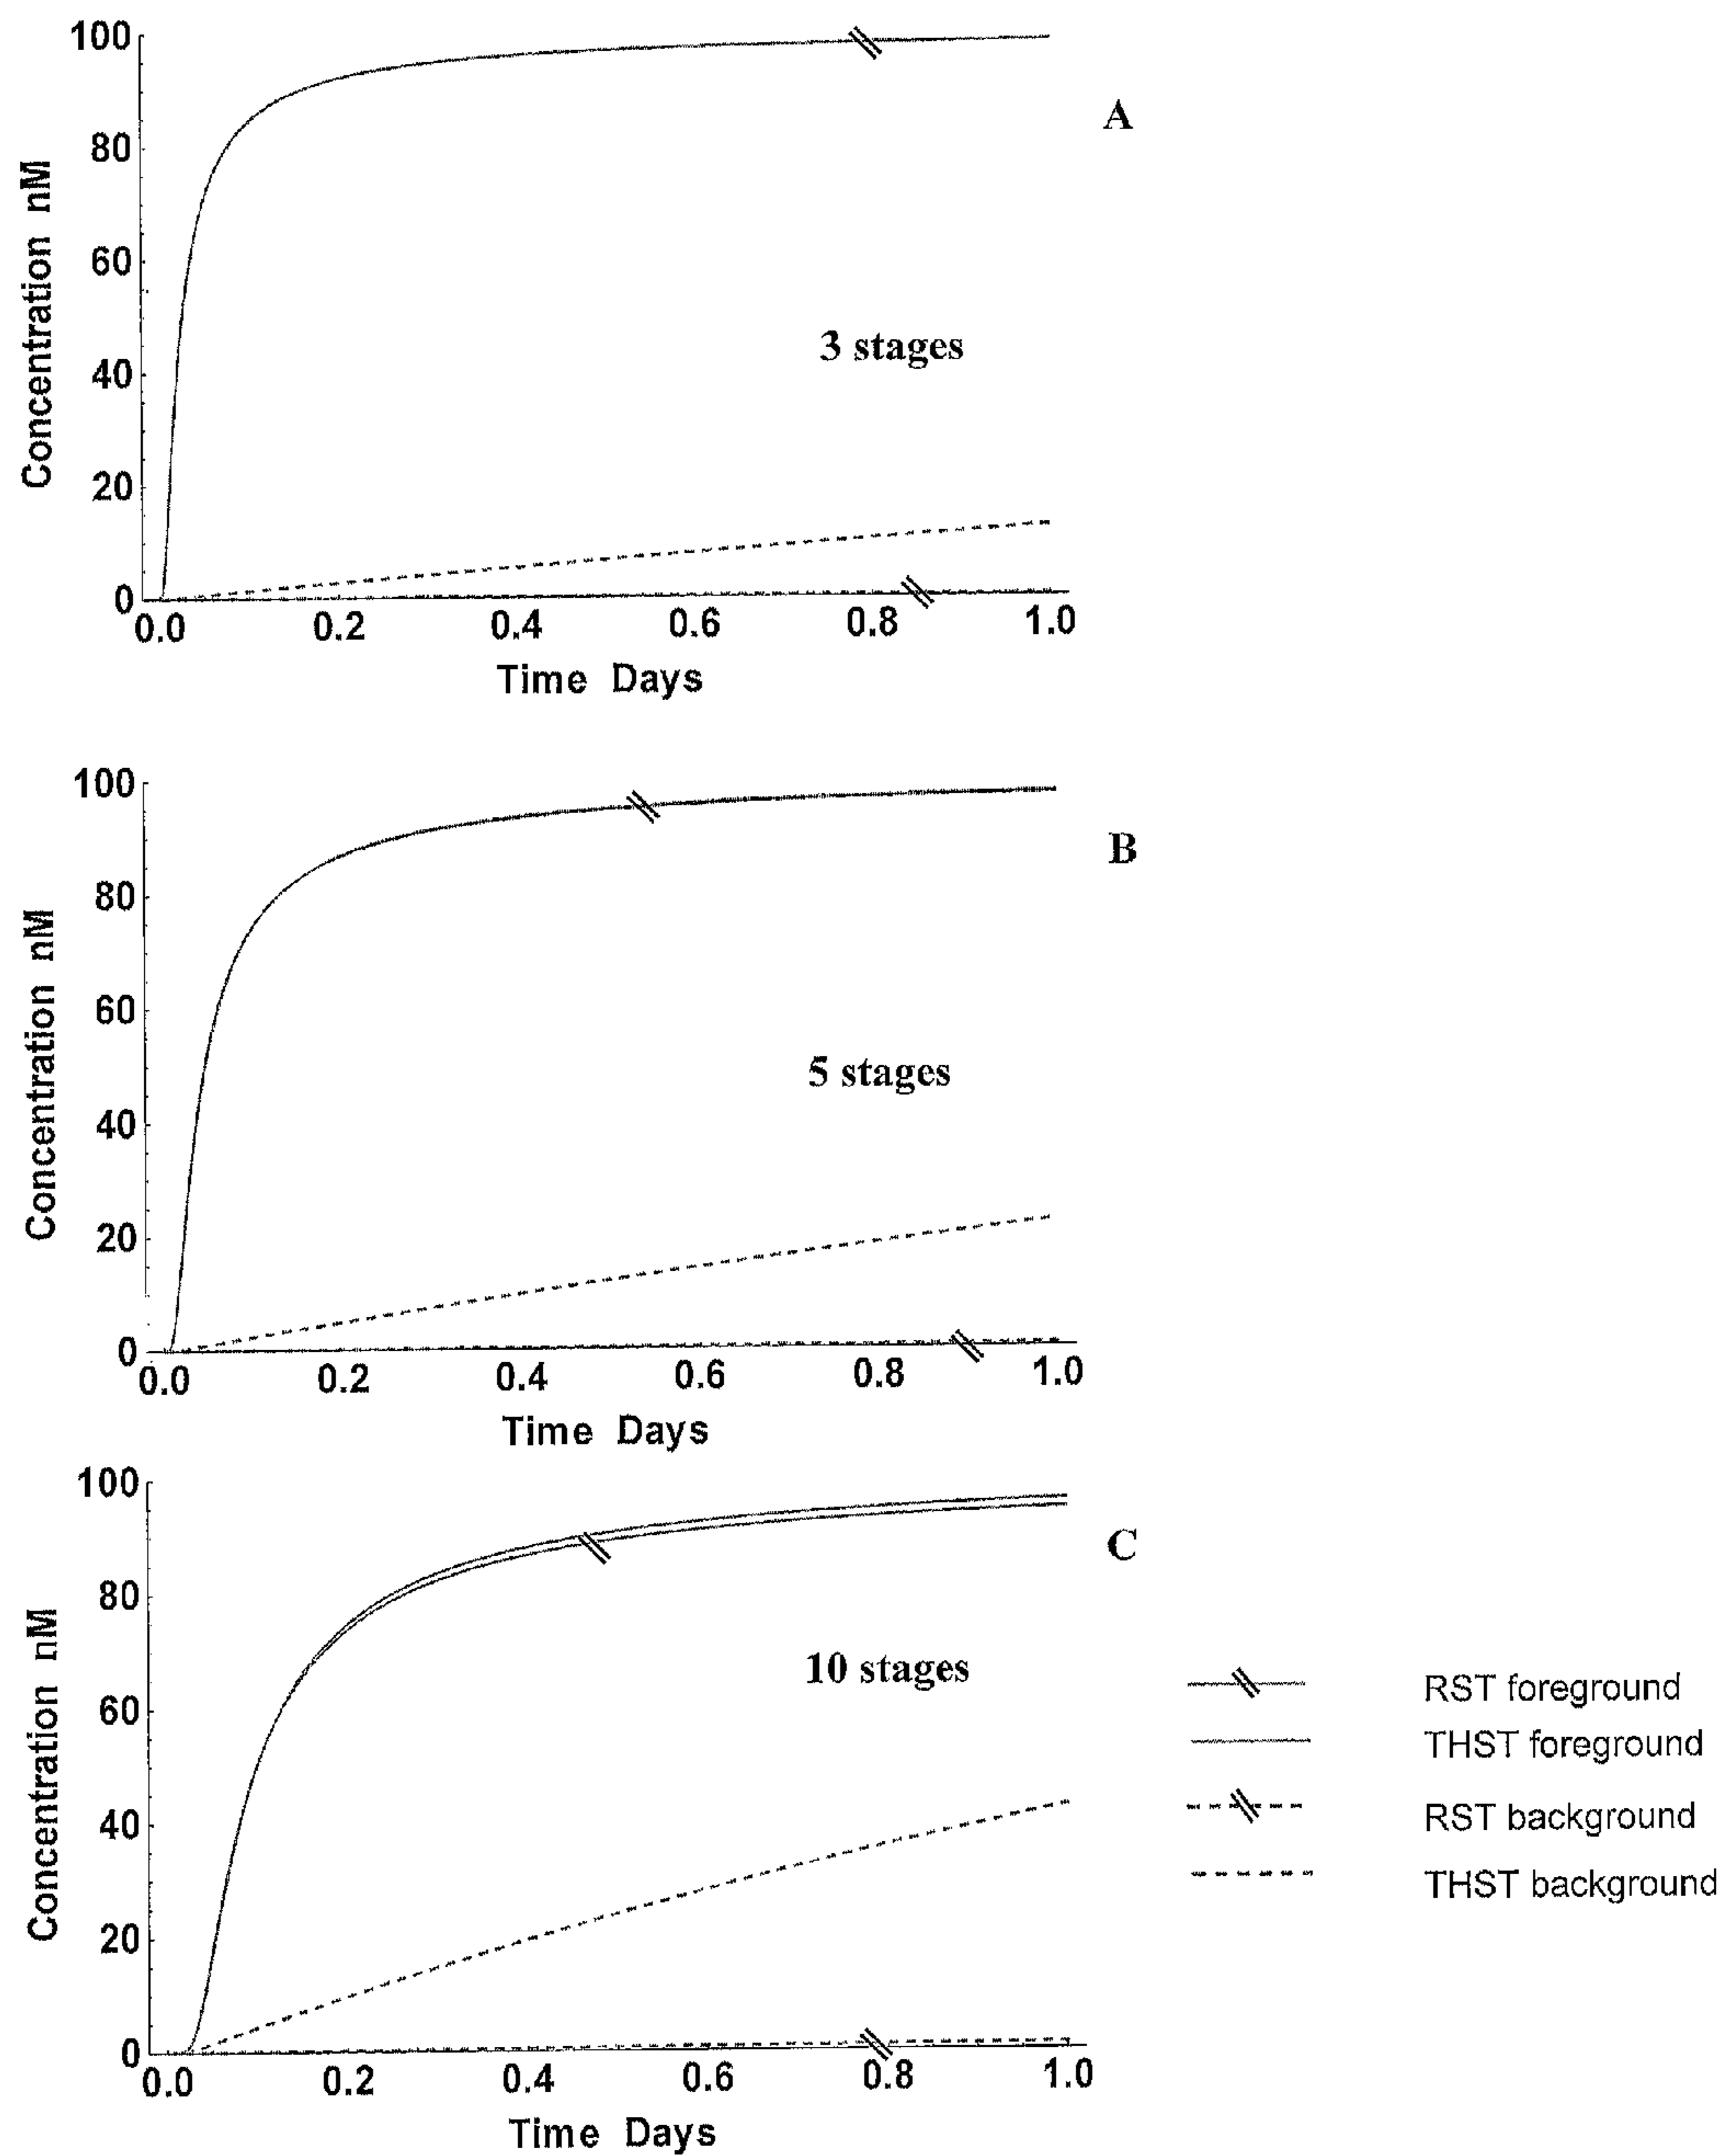 100
80
60
40
20
0
Concentration nM
A
3 stages
0.0 0.2 0.4 0.6 0.8 1.0
Time Days
100
80
60
40
20
0
Concentration nM
B
5 stages
0.0 0.2 0.4 0.6 0.8 1.0
Time Days
100
80
60
40
20
0
Concentration nM
C
10 stages
0.0 0.2 0.4 0.6 0.8 1.0
Time Days
RST foreground
THST foreground
RST background
THST background